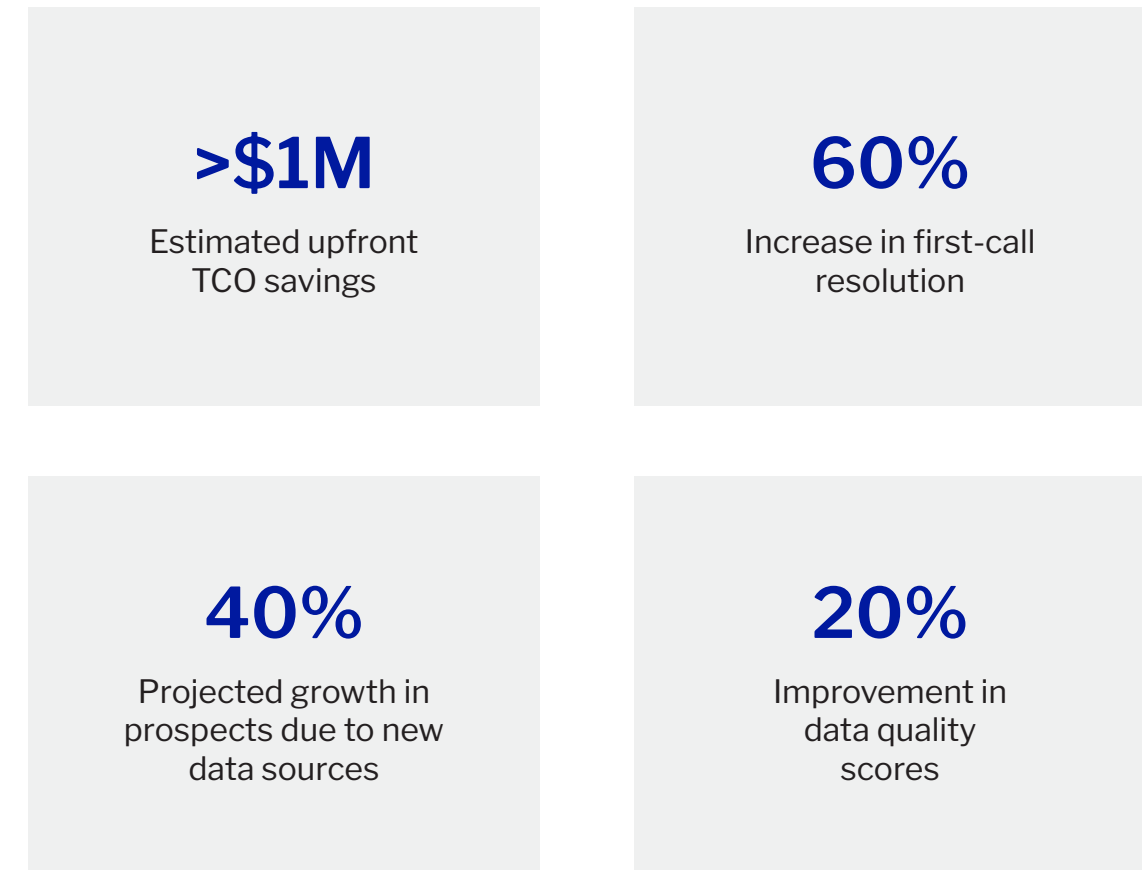 >$1M
Estimated upfront
TCO savings
60%
Increase in first-call
resolution
40%
Projected growth in
prospects due to new
data sources
20%
Improvement in
data quality
scores